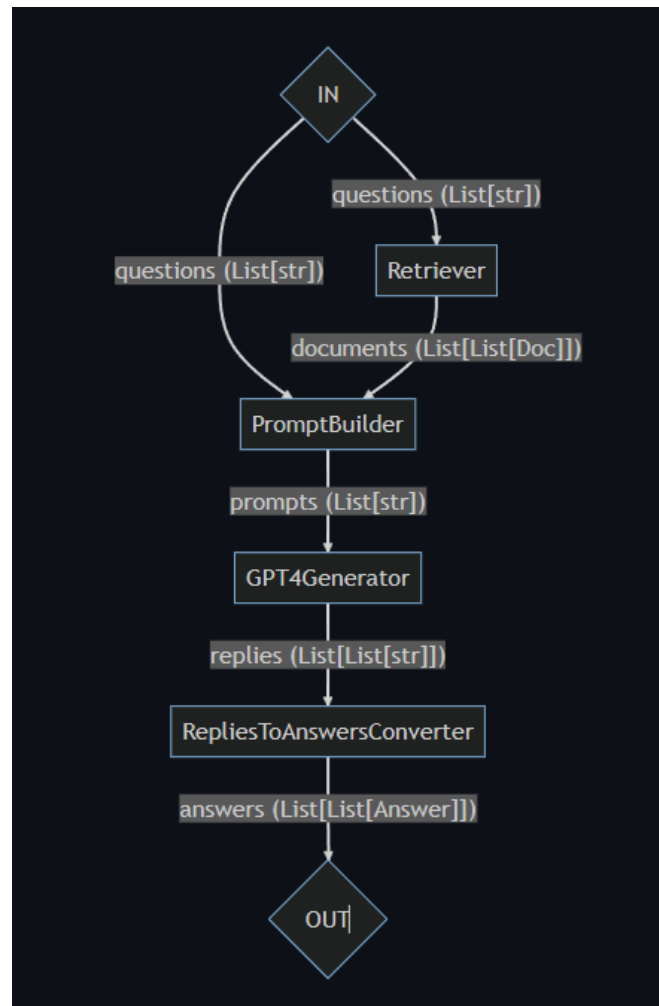 IN
questions (List[str])
questions (List[str])
Retriever
documents (List[List[Doc]])
PromptBuilder
prompts (List[str])
GPT4Generator
replies (List[List[str]])
RepliesToAnswersConverter
answers (List[List[Answer]])
OUT